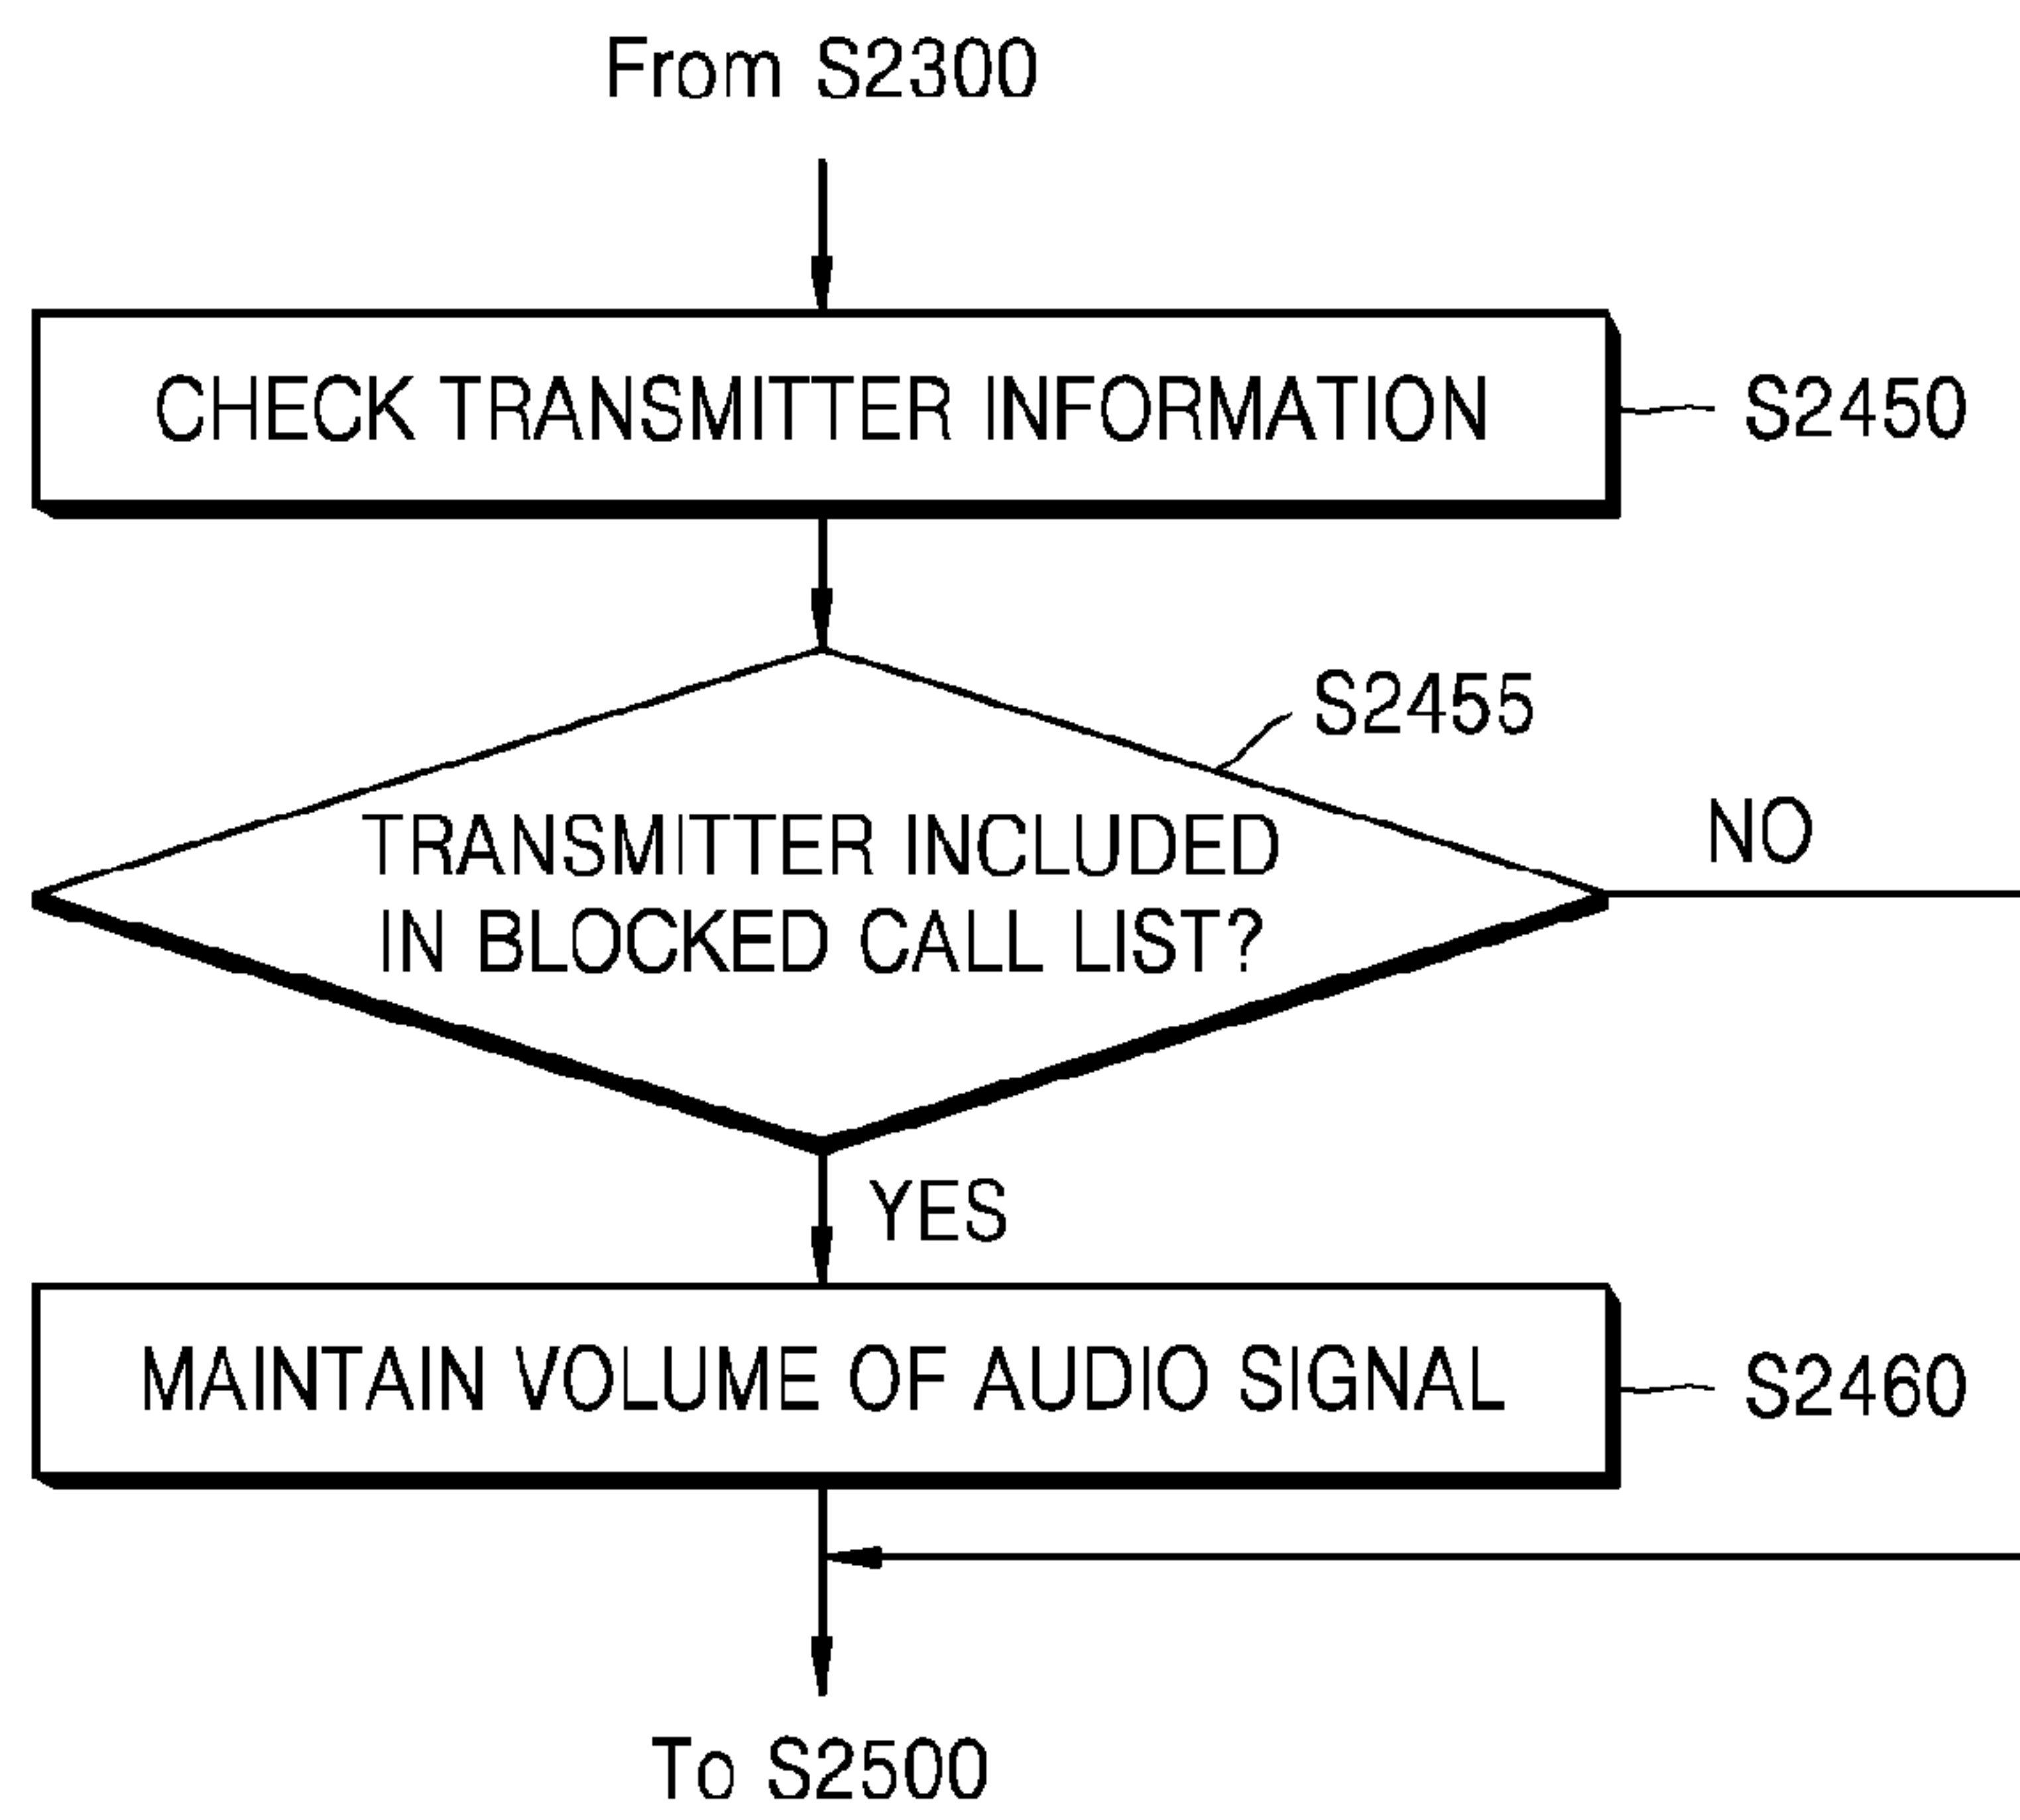 From S2300
CHECK TRANSMITTER INFORMATION
S2450
S2455
TRANSMITTER INCLUDED
IN BLOCKED CALL LIST?
NO
YES
MAINTAIN VOLUME OF AUDIO SIGNAL
S2460
To S2500